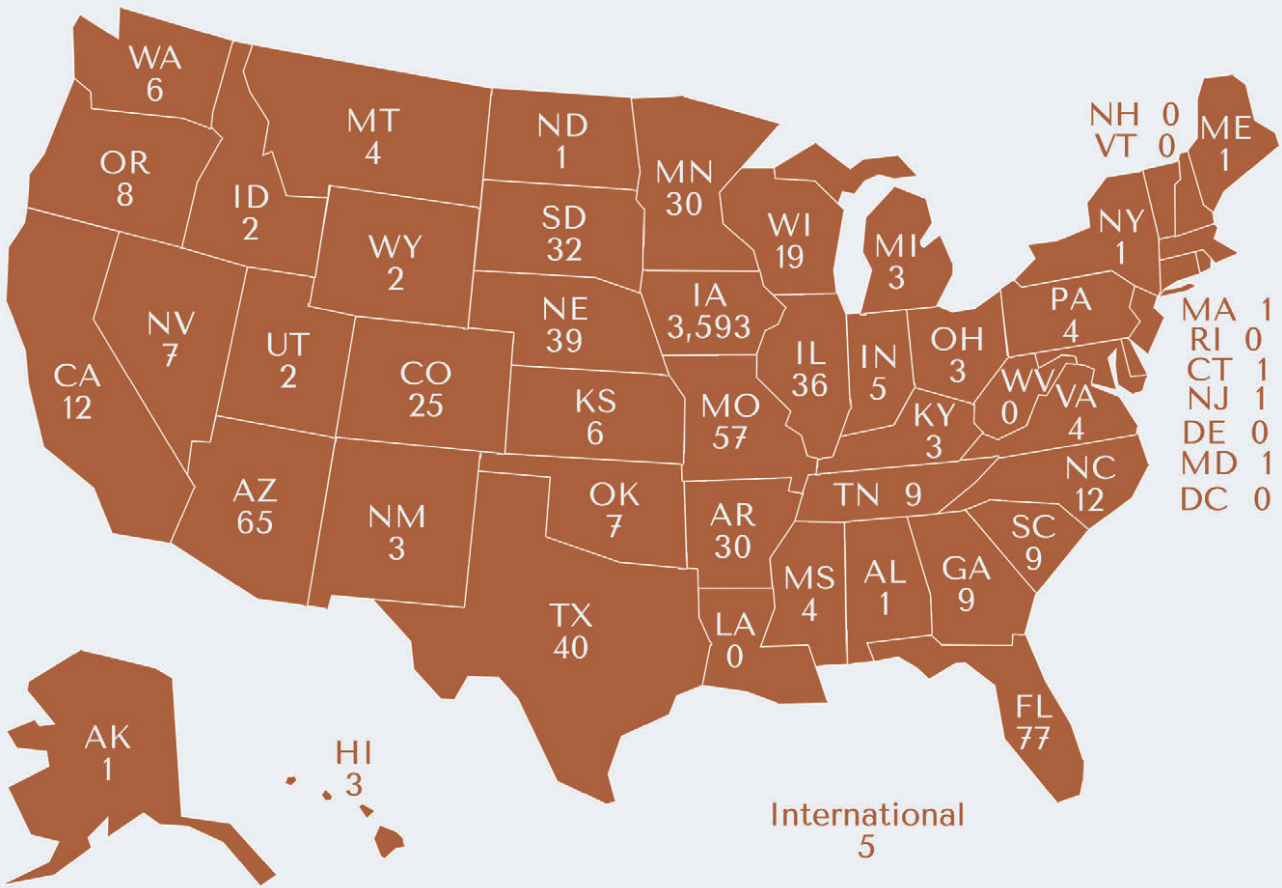 WA
6
OR
8
CA
12
NV
7
ID
2
MT
4
WY
2
UT
2
CO
25
AZ
65
NM
3
ND
1
SD
32
NE
39
KS
6
OK
7
TX
40
MN
30
IA
3,593
MO
57
AR
30
LA
0
WI
19
IL
36
MI
3
IN
5
OH
3
KY
3
TN 9
MS
4
AL
1
GA
9
FL
77
SC
9
NC
12
VA
4
WV
0
PA
4
NY
1
NH 0
VT 0
ME
1
MA 1
RI 0
CT 1
NJ 1
DE 0
MD 1
DC 0
AK
1
HI
3
International
5